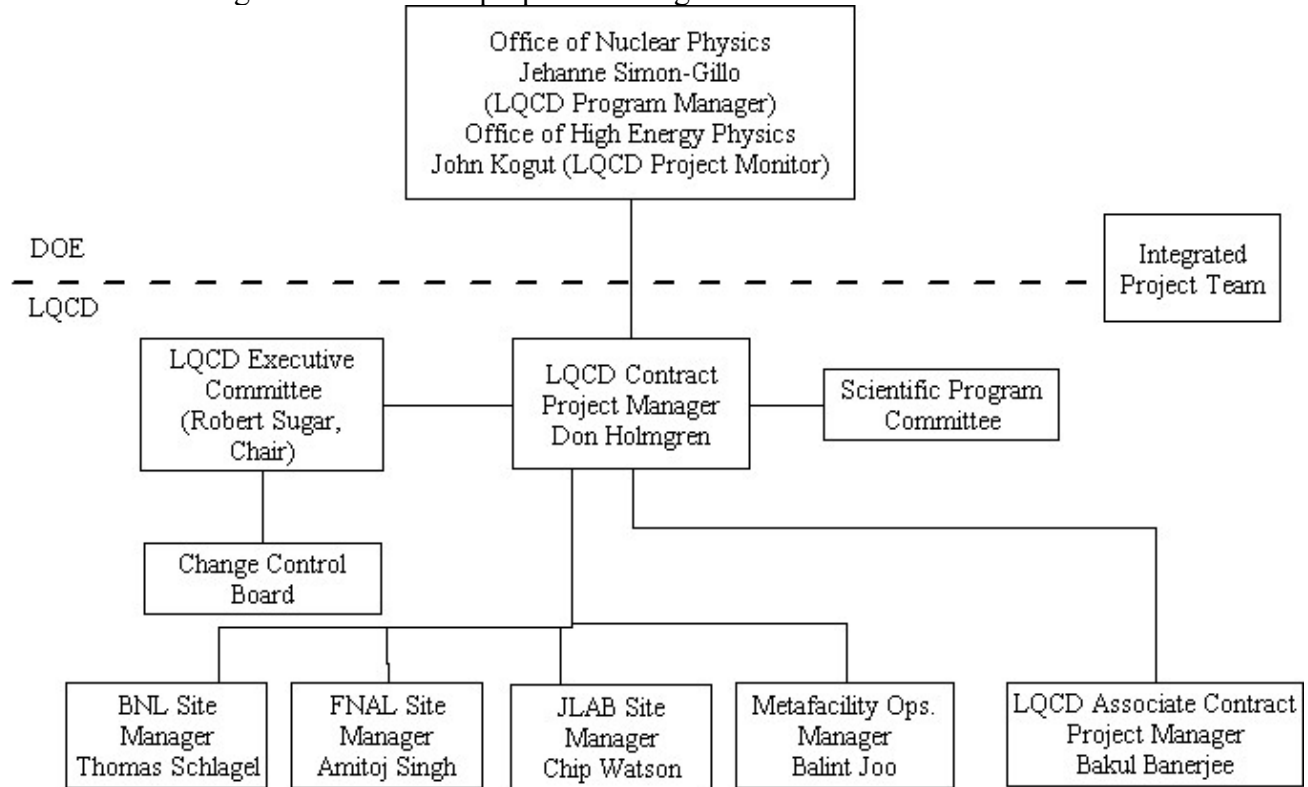 Office of Nuclear Physics
Jehanne Simon-Gillo
(LQCD Program Manager)
Office of High Energy Physics
John Kogut (LQCD Project Monitor)
DOE
LQCD
Integrated
Project Team
LQCD Executive
Committee
(Robert Sugar,
Chair)
LQCD Contract
Project Manager
Don Holmgren
Scientific Program
Committee
Change Control
Board
BNL Site
Manager
Thomas Schlagel
FNAL Site
Manager
Amitoj Singh
JLAB Site
Manager
Chip Watson
Metafacility Ops.
Manager
Balint Joo
LQCD Associate Contract
Project Manager
Bakul Banerjee